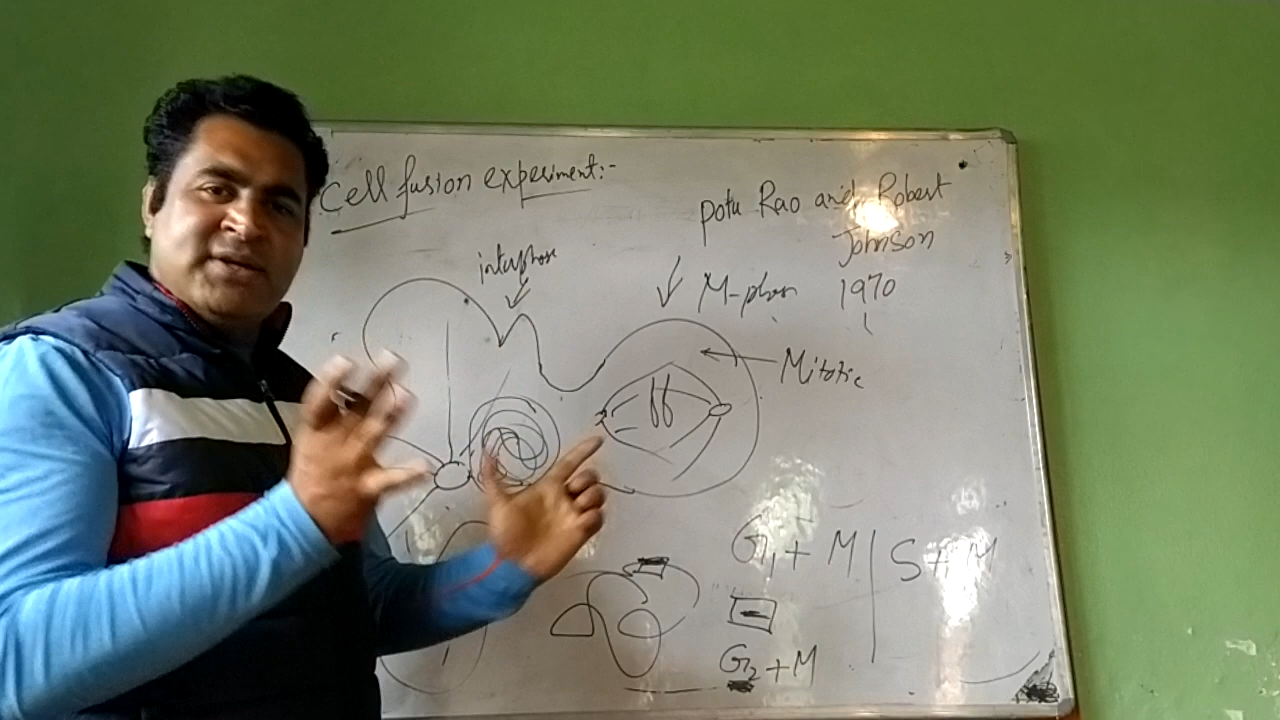 Cell fusion experiment:-
Potu Rao and Robert
Johnson
interphase
M-phase 1970
Mitotic
G1 + M | S + M
-
G2 + M